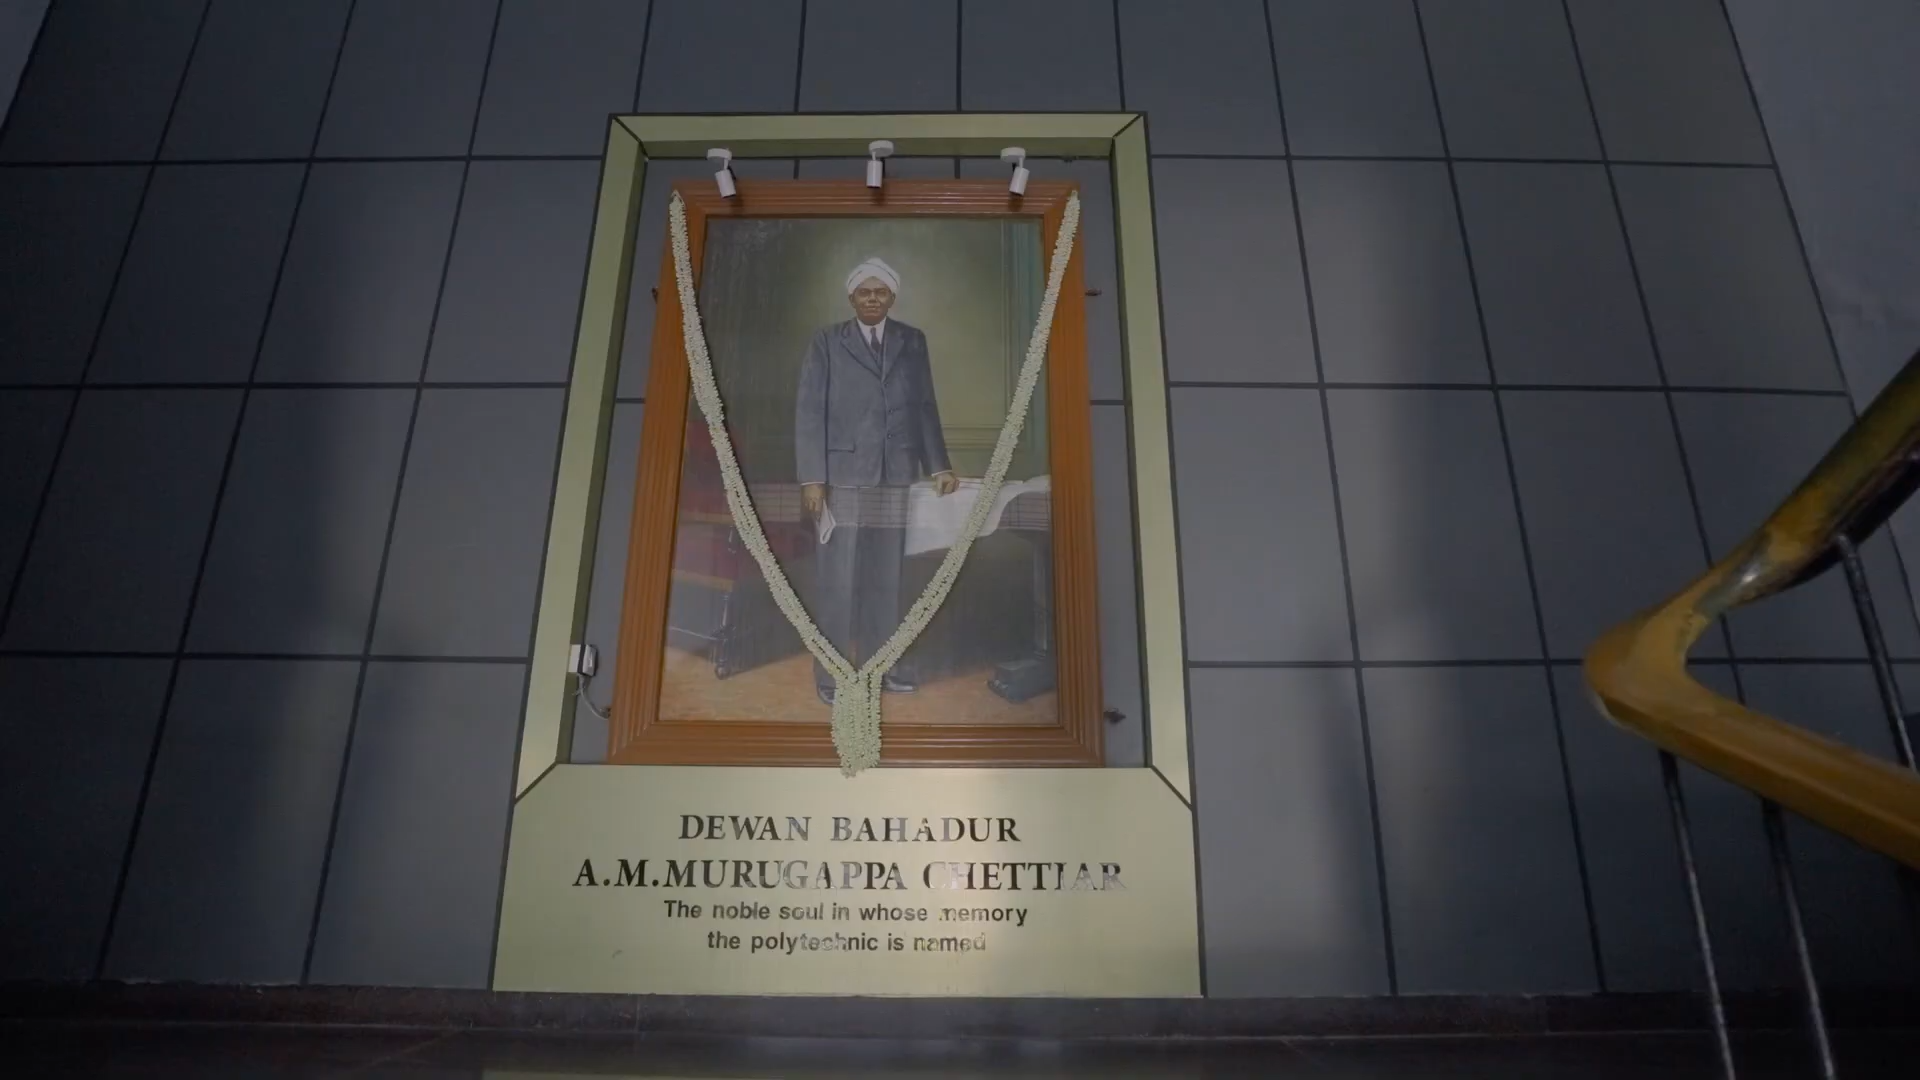 DEWAN BAHADUR
A.M.MURUGAPPA CHETTIAR
The noble soul in whose memory
the polytechnic is named